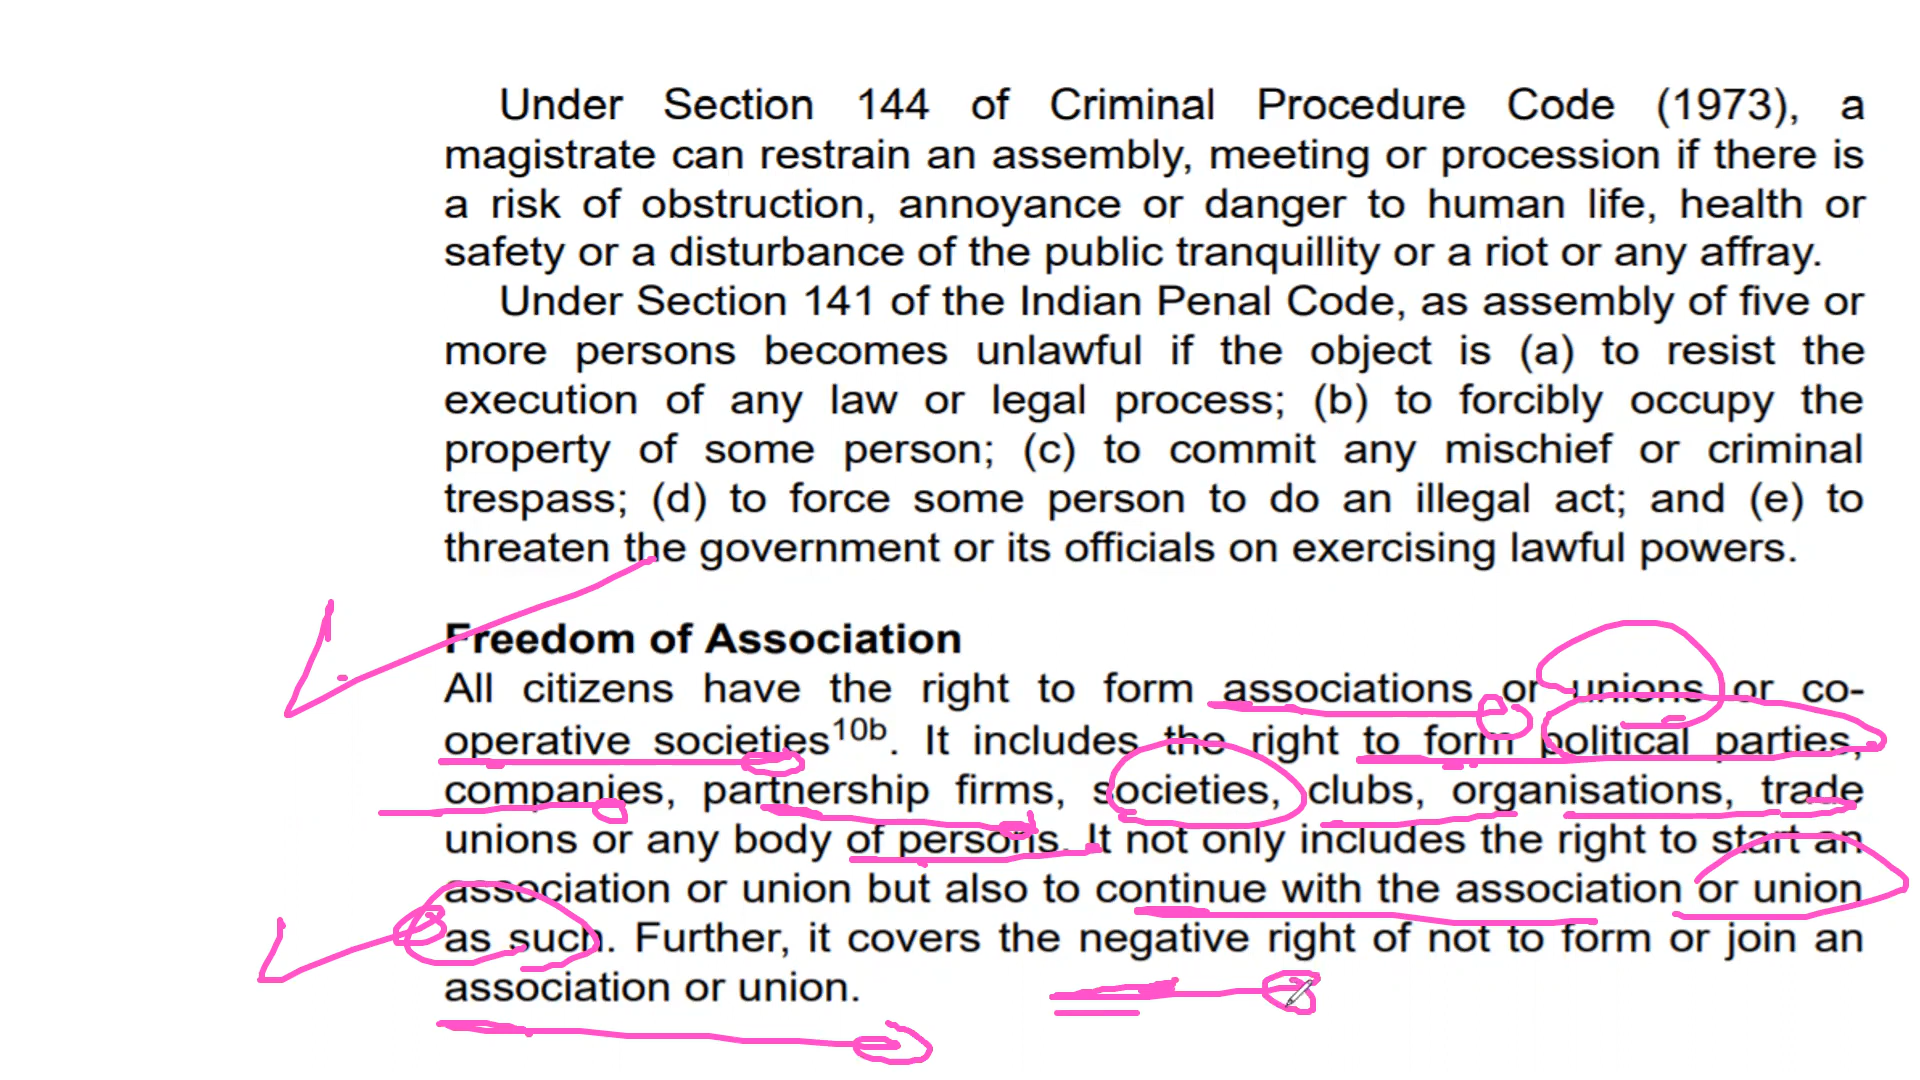 Under Section 144 of Criminal Procedure Code (1973), a
magistrate can restrain an assembly, meeting or procession if there is
a risk of obstruction, annoyance or danger to human life, health or
safety or a disturbance of the public tranquillity or a riot or any affray.
Under Section 141 of the Indian Penal Code, as assembly of five or
more persons becomes unlawful if the object is (a) to resist the
execution of any law or legal process; (b) to forcibly occupy the
property of some person; (c) to commit any mischief or criminal
trespass; (d) to force some person to do an illegal act; and (e) to
threaten the government or its officials on exercising lawful powers.
Freedom of Association
All citizens have the right to form associations or unions or co-
operative societies10b. It includes the right to form political parties,
companies, partnership firms, societies, clubs, organisations, trade
unions or any body of persons. It not only includes the right to start an
association or union but also to continue with the association or union
as such. Further, it covers the negative right of not to form or join an
association or union.